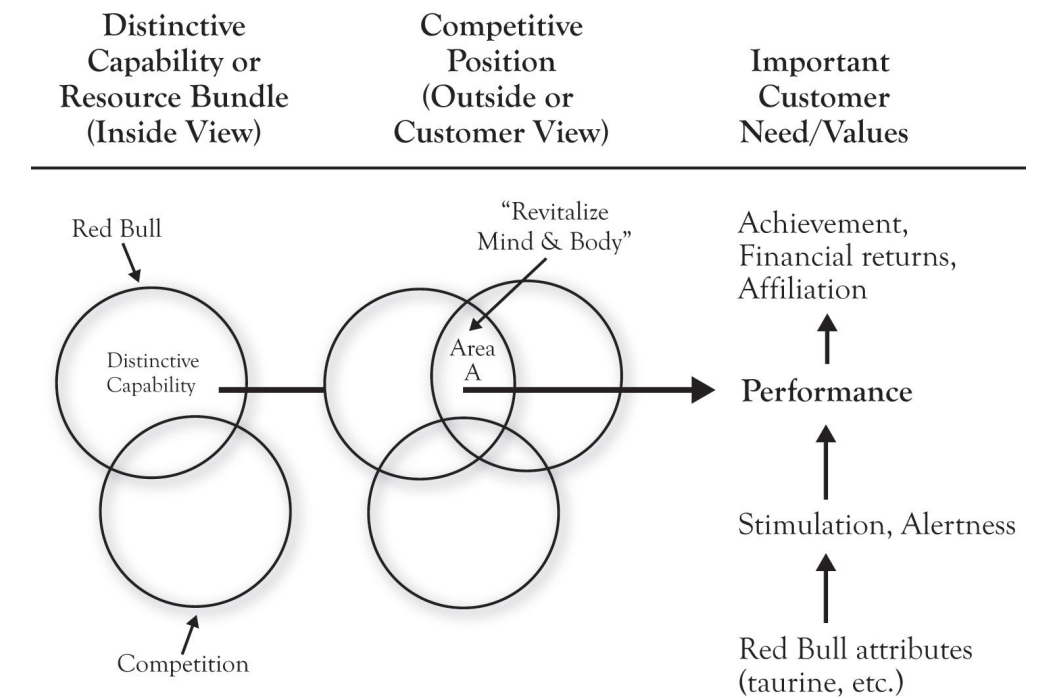 Distinctive
Capability or
Resource Bundle
(Inside View)
Competitive
Position
(Outside or
Customer View)
Important
Customer
Need/Values
Red Bull
Distinctive
Capability
Competition
“Revitalize
Mind & Body”
Area
A
Achievement,
Financial returns,
Affiliation
Performance
Stimulation, Alertness
Red Bull attributes
(taurine, etc.)